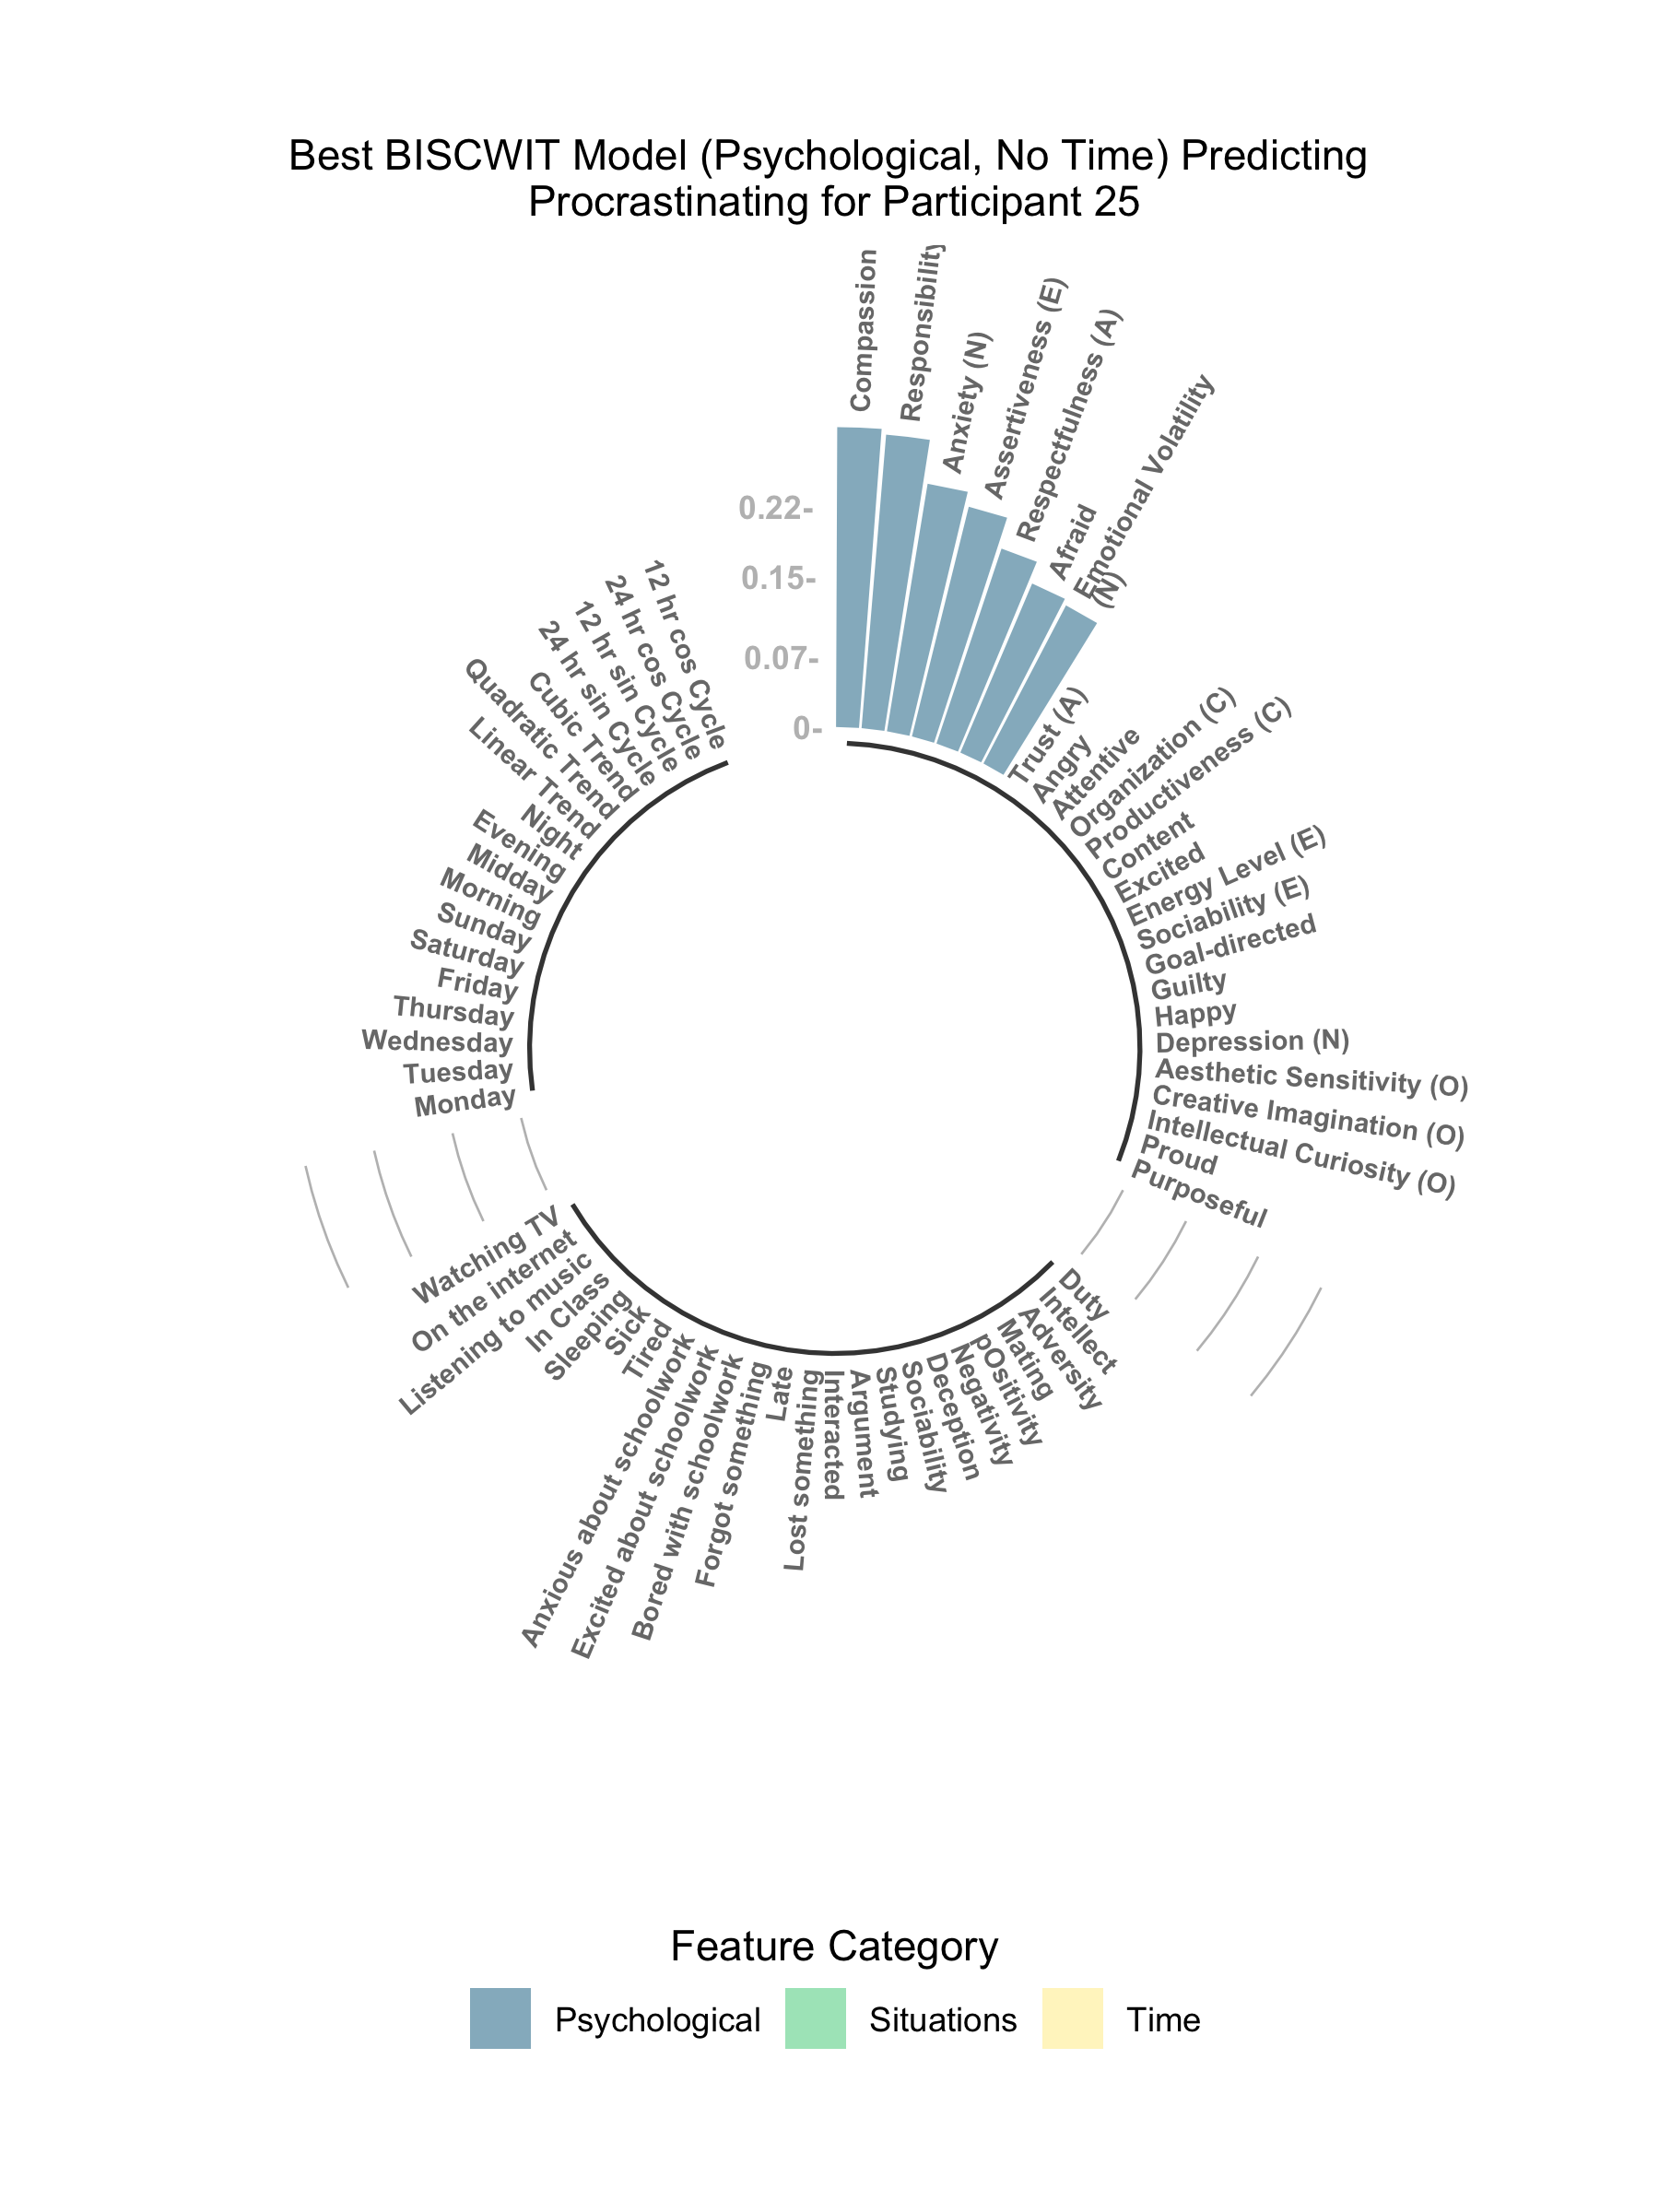 Best BISCWIT Model (Psychological, No Time) Predicting
Procrastinating for Participant 25
Compassion
Responsibility
Anxiety (N)
Assertiveness (E)
Respectfulness (A)
Afraid
Emotional Volatility
(N)
Trust (A)
Angry
Attentive
Organization (C)
Productiveness (C)
Content
Excited
Energy Level (E)
Sociability (E)
Goal-directed
Guilty
Happy
Depression (N)
Aesthetic Sensitivity (O)
Creative Imagination (O)
Intellectual Curiosity (O)
Proud
Purposeful
Duty
Intellect
Adversity
Mating
pOsitivity
Negativity
Deception
Sociability
Studying
Argument
Interacted
Lost something
Late
Forgot something
Bored with schoolwork
Excited about schoolwork
Anxious about schoolwork
Tired
Sick
Sleeping
In Class
Listening to music
On the internet
Watching TV
Monday
Tuesday
Wednesday
Thursday
Friday
Saturday
Sunday
Morning
Midday
Evening
Night
Linear Trend
Quadratic Trend
Cubic Trend
24 hr sin Cycle
12 hr sin Cycle
24 hr cos Cycle
12 hr cos Cycle
0.22-
0.15-
0.07-
0-
Feature Category
Psychological
Situations
Time